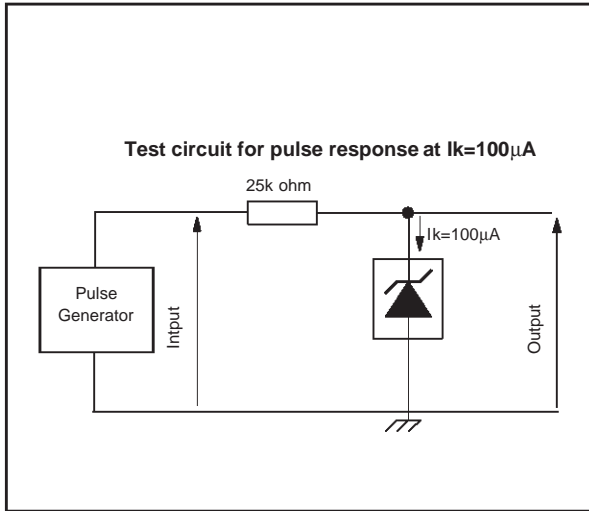 Test circuit for pulse response at Ik=100µA
25k ohm
Ik=100µA
Pulse
Generator
Intput
Output